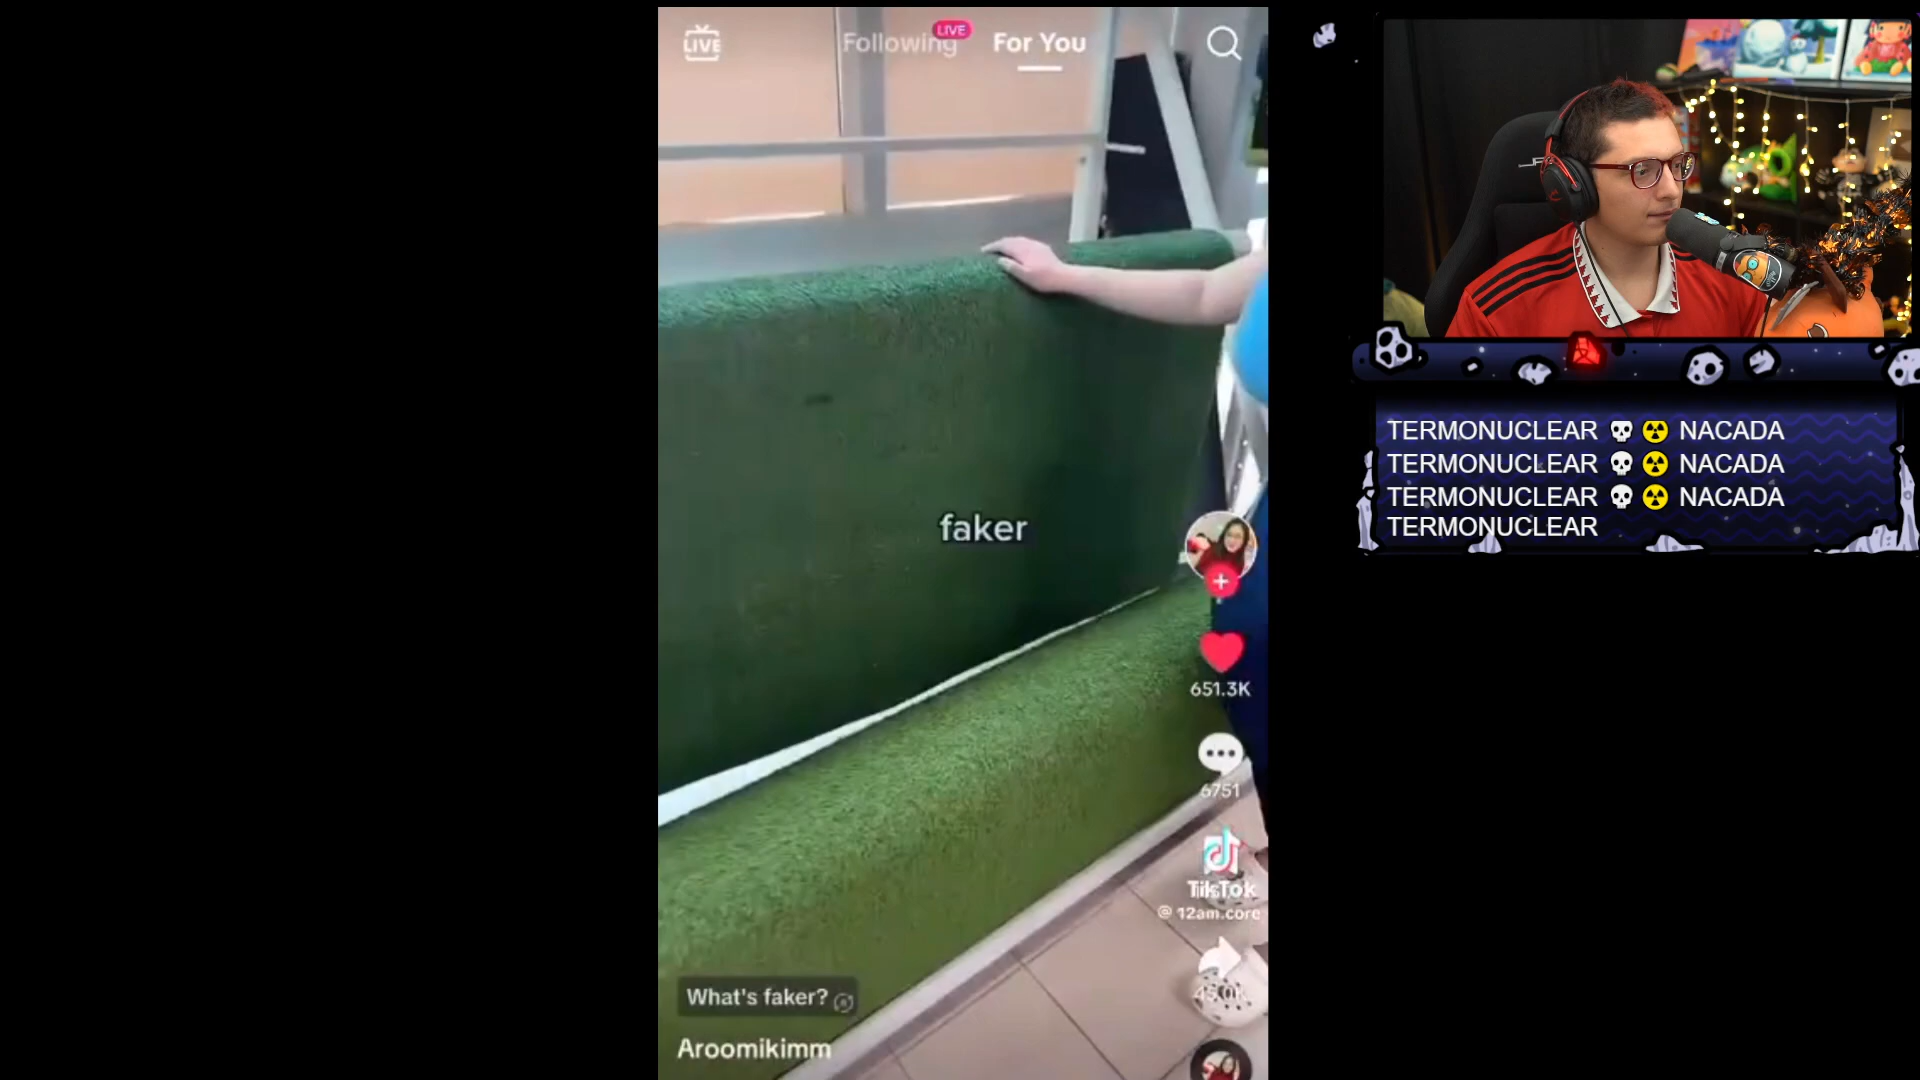 LIVE
Following
LIVE
For You
faker
651.3K
6751
TikTok
@ 12am.core
What's faker?
Aroomikimm
TERMONUCLEAR 💀 ☢ NACADA
TERMONUCLEAR 💀 ☢ NACADA
TERMONUCLEAR 💀 ☢ NACADA
TERMONUCLEAR